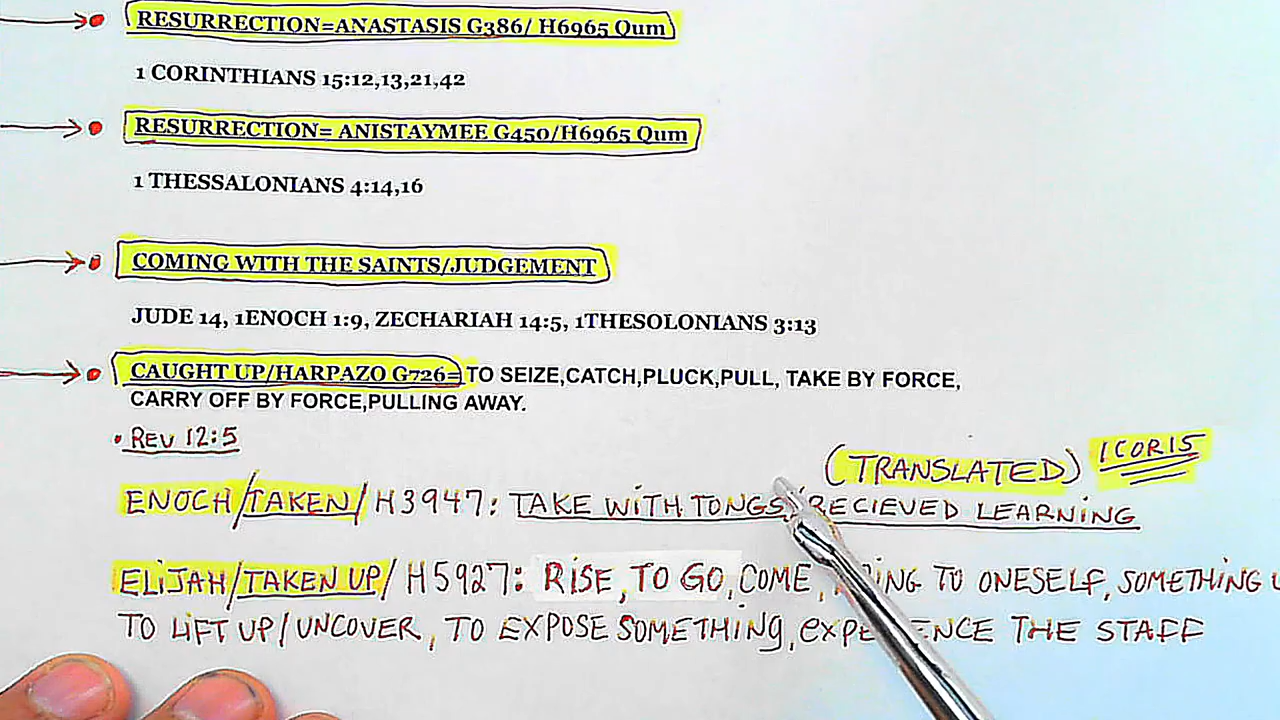 RESURRECTION=ANASTASIS G386/ H6965 Qum
1 CORINTHIANS 15:12,13,21,42
RESURRECTION= ANISTAYMEE G450/H6965 Qum
1 THESSALONIANS 4:14,16
COMING WITH THE SAINTS/JUDGEMENT
JUDE 14, 1ENOCH 1:9, ZECHARIAH 14:5, 1THESOLONIANS 3:13
CAUGHT UP/HARPAZO G726= TO SEIZE,CATCH,PLUCK,PULL, TAKE BY FORCE,
CARRY OFF BY FORCE,PULLING AWAY.
• REV 12:5
(TRANSLATED) 1COR15
ENOCH/TAKEN/H3947: TAKE WITH TONGS/RECIEVED LEARNING
ELIJAH/TAKEN UP/H5927: RISE, TO GO, COME, TO ONESELF, SOMETHING
TO LIFT UP/UNCOVER, TO EXPOSE SOMETHING, THE STAFF